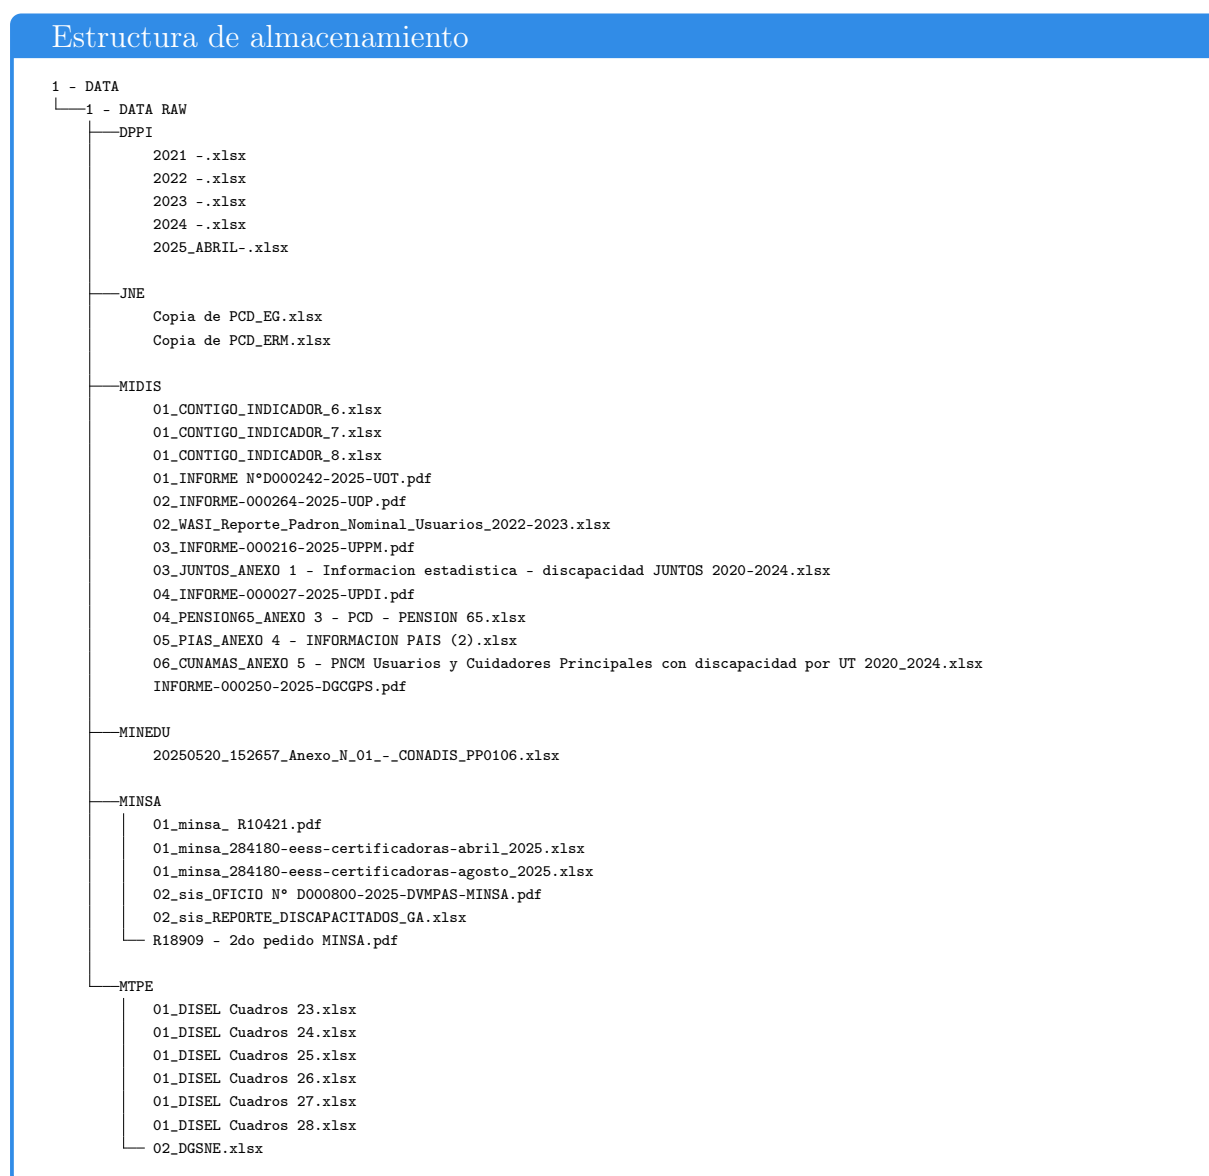 Estructura de almacenamiento
1 - DATA
1 - DATA RAW
DPPI
2021 -.xlsx
2022 -.xlsx
2023 -.xlsx
2024 -.xlsx
2025_ABRIL-.xlsx
JNE
Copia de PCD_EG.xlsx
Copia de PCD_ERM.xlsx
MIDIS
01_CONTIGO_INDICADOR_6.xlsx
01_CONTIGO_INDICADOR_7.xlsx
01_CONTIGO_INDICADOR_8.xlsx
01_INFORME N°D000242-2025-UOT.pdf
02_INFORME-000264-2025-UOP.pdf
02_WASI_Reporte_Padron_Nominal_Usuarios_2022-2023.xlsx
03_INFORME-000216-2025-UPPM.pdf
03_JUNTOS_ANEXO 1 - Informacion estadistica - discapacidad JUNTOS 2020-2024.xlsx
04_INFORME-000027-2025-UPDI.pdf
04_PENSION65_ANEXO 3 - PCD - PENSION 65.xlsx
05_PIAS_ANEXO 4 - INFORMACION PAIS (2).xlsx
06_CUNAMAS_ANEXO 5 - PNCM Usuarios y Cuidadores Principales con discapacidad por UT 2020_2024.xlsx
INFORME-000250-2025-DGCGPS.pdf
MINEDU
20250520_152657_Anexo_N_01_-_CONADIS_PP0106.xlsx
MINSA
01_minsa_ R10421.pdf
01_minsa_284180-eess-certificadoras-abril_2025.xlsx
01_minsa_284180-eess-certificadoras-agosto_2025.xlsx
02_sis_OFICIO N° D000800-2025-DVMPAS-MINSA.pdf
02_sis_REPORTE_DISCAPACITADOS_GA.xlsx
R18909 - 2do pedido MINSA.pdf
MTPE
01_DISEL Cuadros 23.xlsx
01_DISEL Cuadros 24.xlsx
01_DISEL Cuadros 25.xlsx
01_DISEL Cuadros 26.xlsx
01_DISEL Cuadros 27.xlsx
01_DISEL Cuadros 28.xlsx
02_DGSNE.xlsx